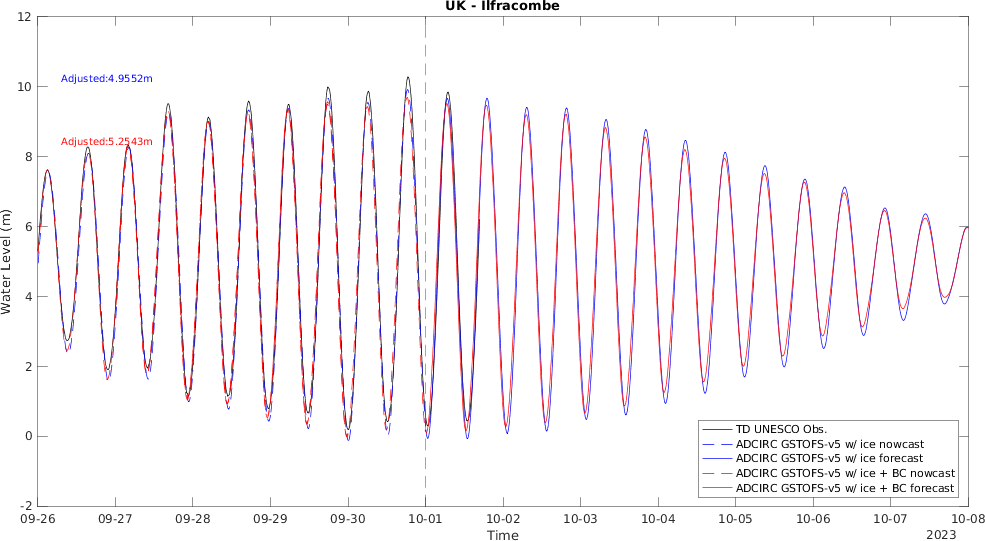 UK - Ilfracombe
12
10
8
6
4
2
0
-2
Water Level (m)
Adjusted:4.9552m
Adjusted:5.2543m
TD UNESCO Obs.
ADCIRC GSTOFS-v5 w/ ice nowcast
ADCIRC GSTOFS-v5 w/ ice forecast
ADCIRC GSTOFS-v5 w/ ice + BC nowcast
ADCIRC GSTOFS-v5 w/ ice + BC forecast
09-26 09-27 09-28 09-29 09-30 10-01 10-02 10-03 10-04 10-05 10-06 10-07 10-08
Time
2023